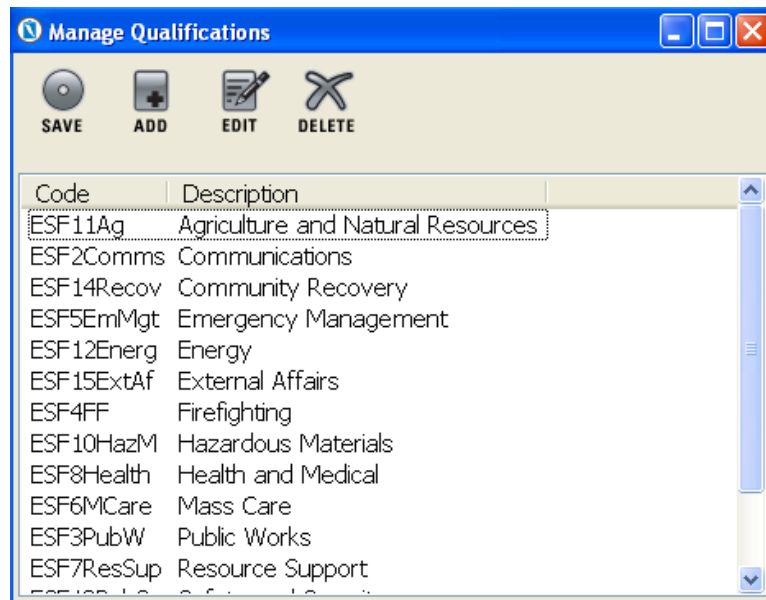 Manage Qualifications
SAVE ADD EDIT DELETE
Code Description
ESF11Ag Agriculture and Natural Resources
ESF2Comms Communications
ESF14Recov Community Recovery
ESF5EmMgt Emergency Management
ESF12Energ Energy
ESF15ExtAf External Affairs
ESF4FF Firefighting
ESF10HazM Hazardous Materials
ESF8Health Health and Medical
ESF6MCare Mass Care
ESF3PubW Public Works
ESF7ResSup Resource Support